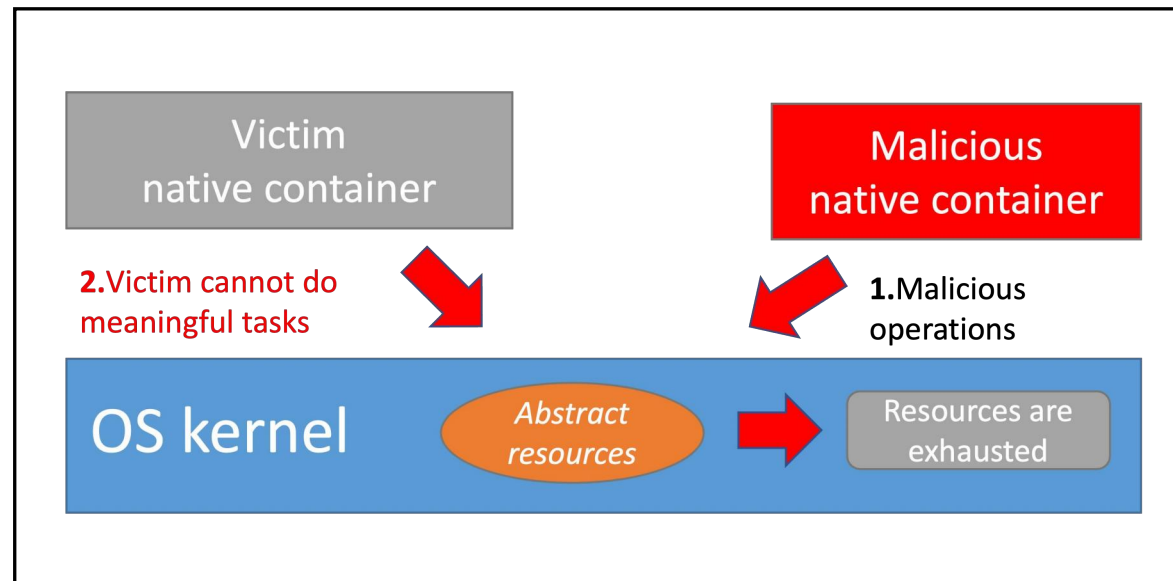 Victim
native container
Malicious
native container
2.Victim cannot do
meaningful tasks
1.Malicious
operations
OS kernel
Abstract
resources
Resources are
exhausted